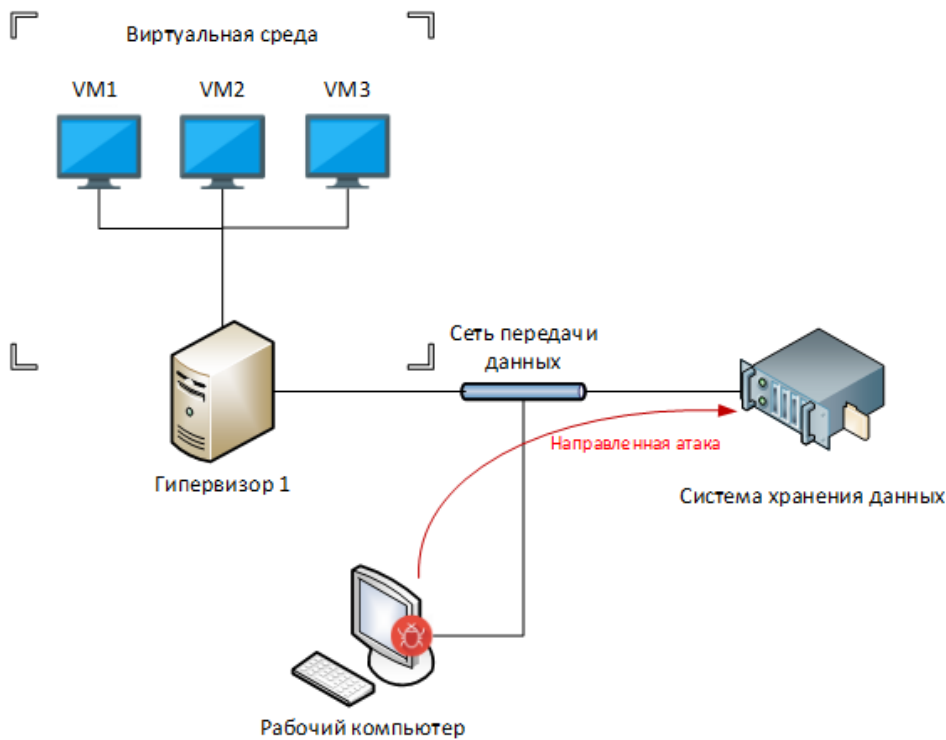 Виртуальная среда
VM1 VM2 VM3
Сеть передачи
данных
Направленная атака
Гипервизор 1
Система хранения данных
Рабочий компьютер